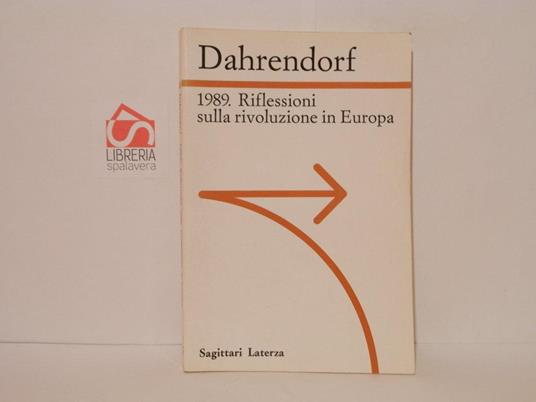 Dahrendorf
1989. Riflessioni
sulla rivoluzione in Europa
LIBRERIA
spalavera
Sagittari Laterza